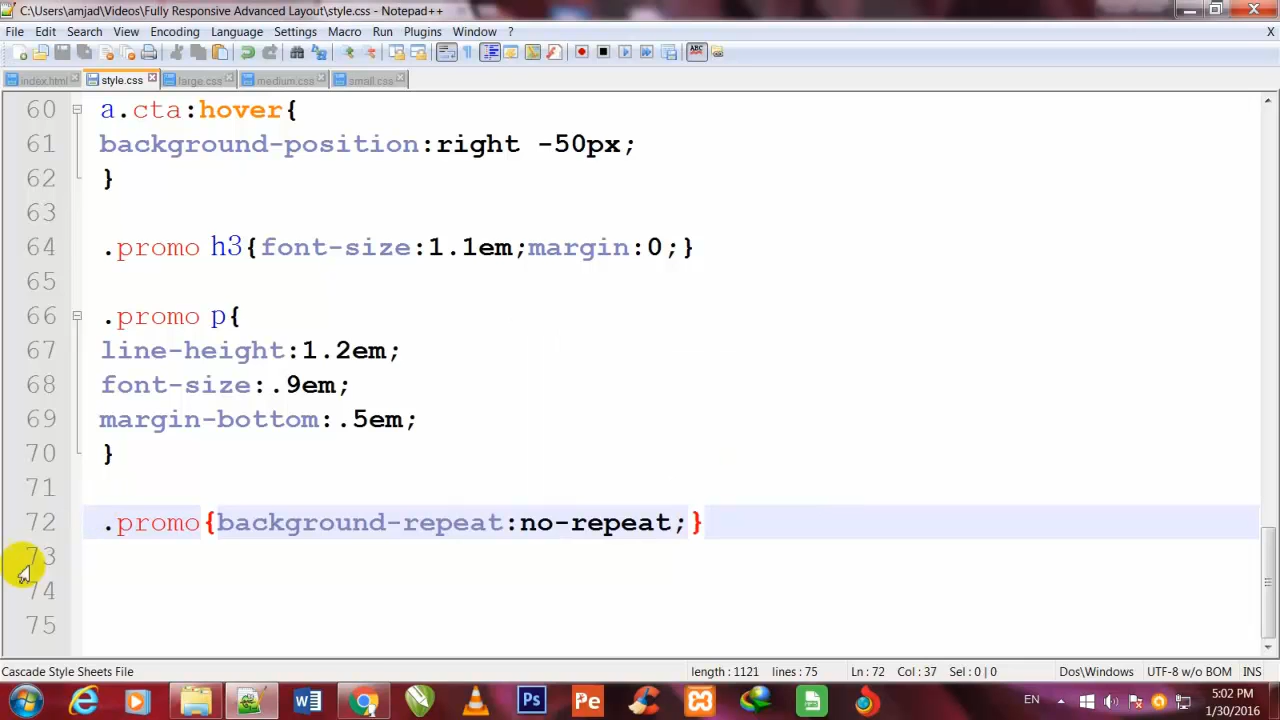 C:\Users\amjad\Videos\Fully Responsive Advanced Layout\style.css - Notepad++
File Edit Search View Encoding Language Settings Macro Run Plugins Window ? X
index.html style.css large.css medium.css small.css
60 a.cta:hover{
61 background-position:right -50px;
62 }
63
64 .promo h3{font-size:1.1em;margin:0;}
65
66 .promo p{
67 line-height:1.2em;
68 font-size:.9em;
69 margin-bottom:.5em;
70 }
71
72 .promo{background-repeat:no-repeat;}
73
74
75
Cascade Style Sheets File length : 1121 lines : 75 Ln : 72 Col : 37 Sel : 0 | 0 Dos\Windows UTF-8 w/o BOM INS
EN 5:02 PM
1/30/2016